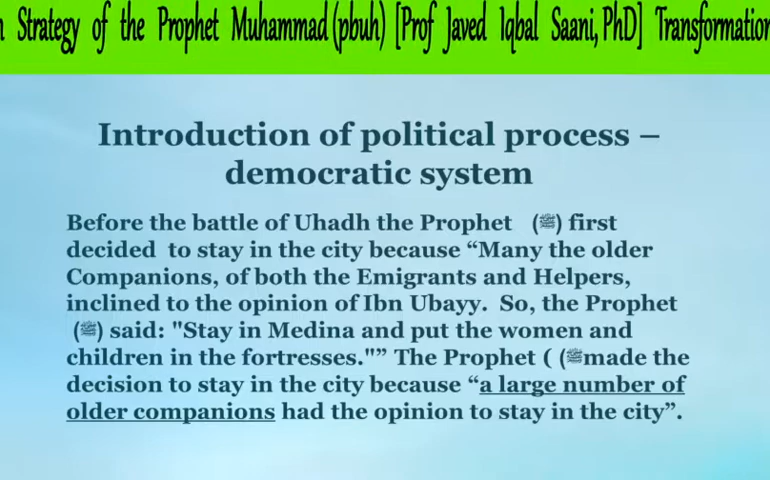 Strategy of the Prophet Muhammad (pbuh) [Prof Javed Iqbal Saani, PhD] Transformation
Introduction of political process –
democratic system
Before the battle of Uhadh the Prophet (ﷺ) first
decided to stay in the city because “Many the older
Companions, of both the Emigrants and Helpers,
inclined to the opinion of Ibn Ubayy. So, the Prophet
(ﷺ) said: "Stay in Medina and put the women and
children in the fortresses."” The Prophet ( (ﷺmade the
decision to stay in the city because “a large number of
older companions had the opinion to stay in the city”.